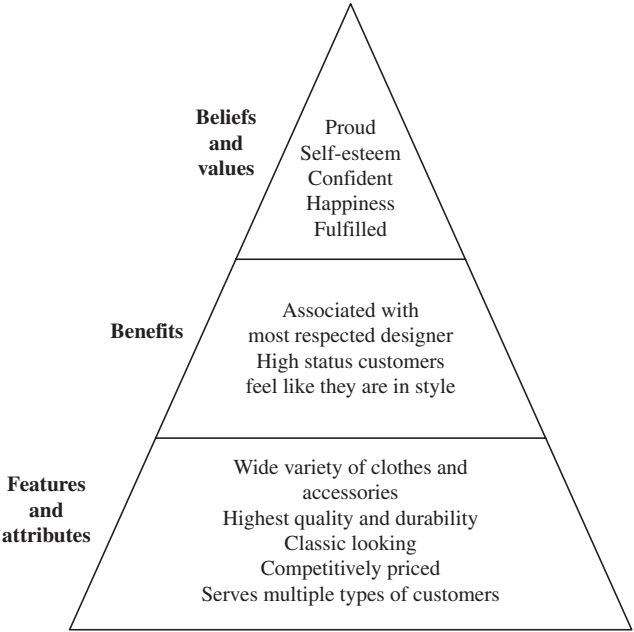 Beliefs
and
values
Proud
Self-esteem
Confident
Happiness
Fulfilled
Benefits
Associated with
most respected designer
High status customers
feel like they are in style
Features
and
attributes
Wide variety of clothes and
accessories
Highest quality and durability
Classic looking
Competitively priced
Serves multiple types of customers